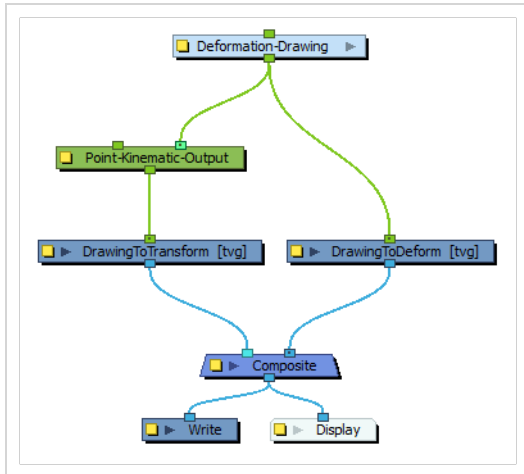 Deformation-Drawing
Point-Kinematic-Output
DrawingToTransform [tvg]
DrawingToDeform [tvg]
Composite
Write
Display